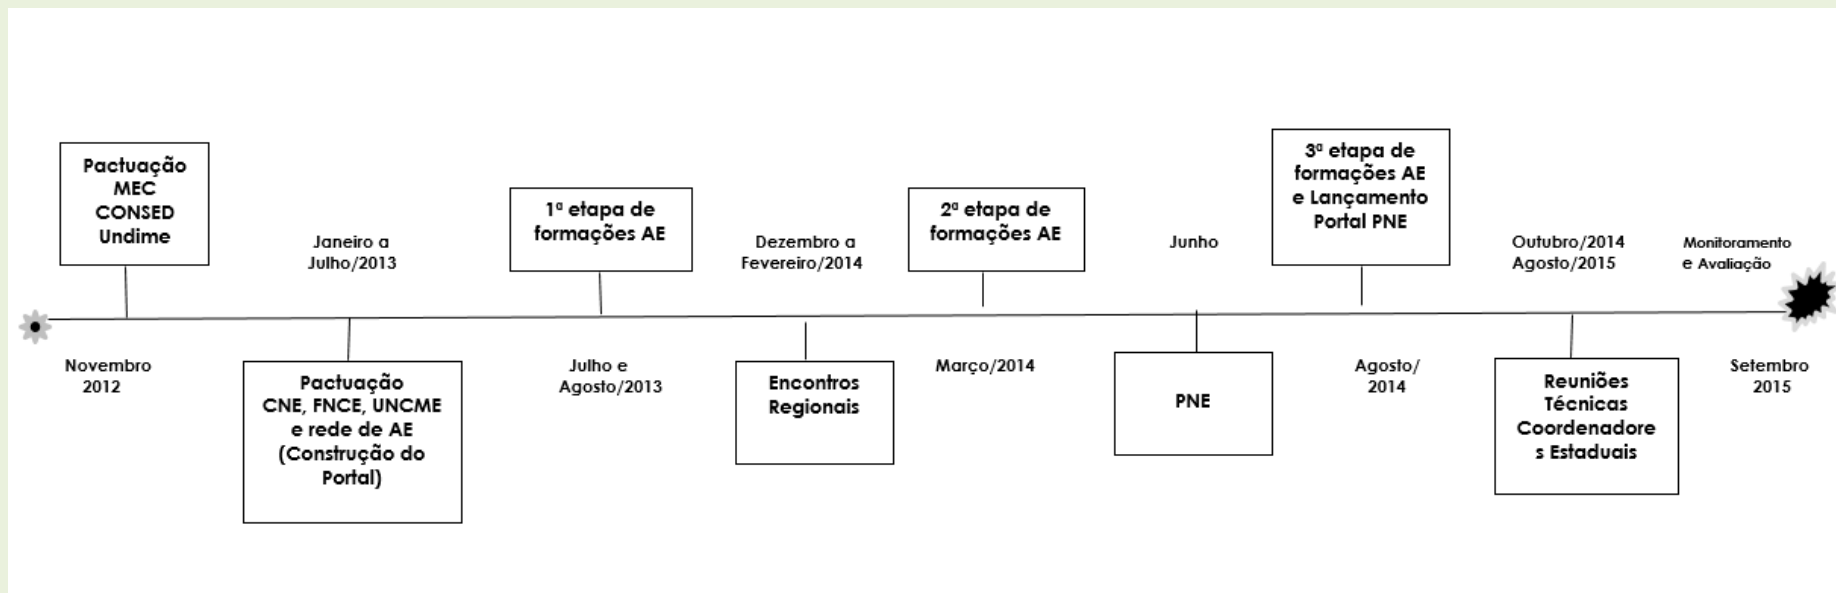 Pactuação
MEC
CONSED
Undime
Novembro
2012
Janeiro a
Julho/2013
Pactuação
CNE, FNCE, UNCME
e rede de AE
(Construção do
Portal)
1ª etapa de
formações AE
Julho e
Agosto/2013
Dezembro a
Fevereiro/2014
Encontros
Regionais
2ª etapa de
formações AE
Março/2014
Junho
PNE
3ª etapa de
formações AE
e Lançamento
Portal PNE
Agosto/
2014
Outubro/2014
Agosto/2015
Reuniões
Técnicas
Coordenadore
s Estaduais
Monitoramento
e Avaliação
Setembro
2015